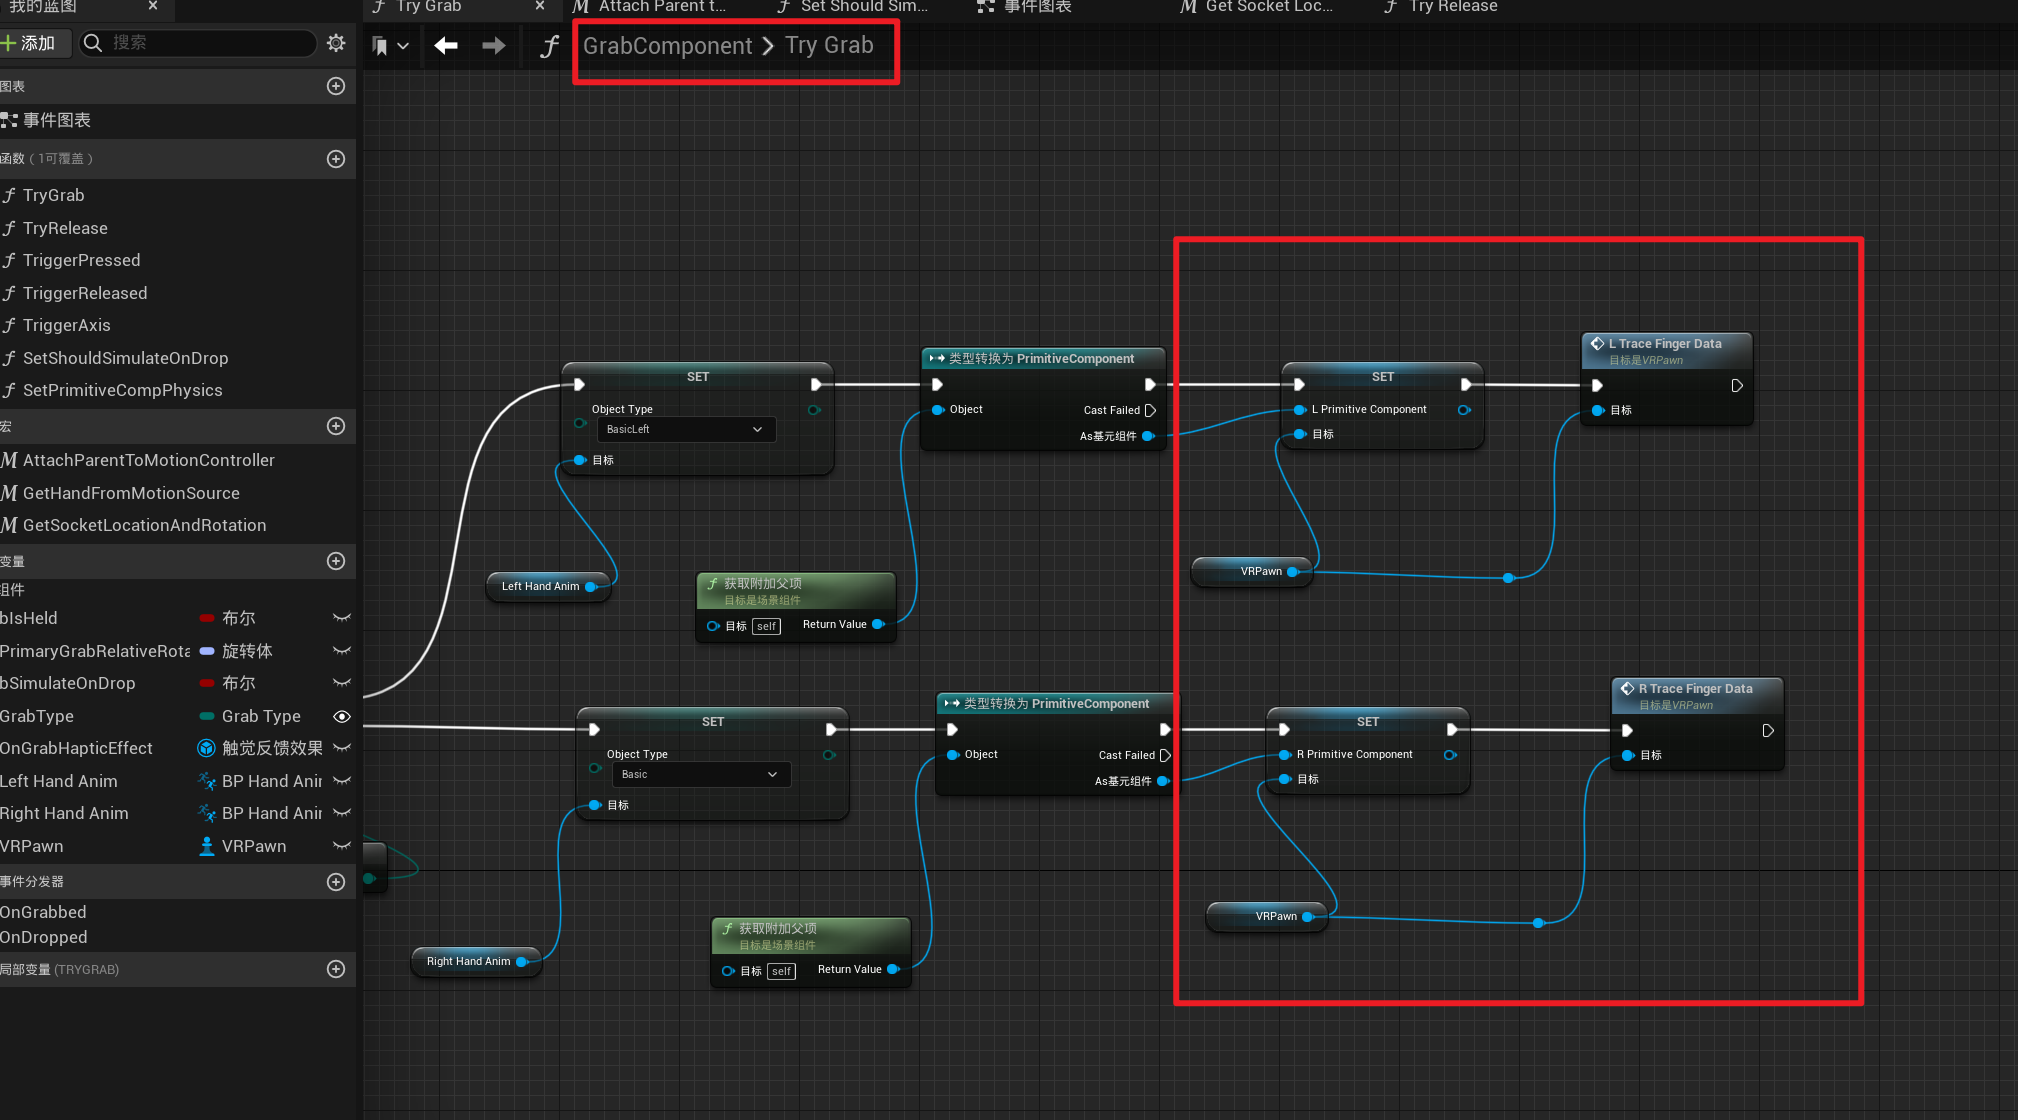 我的蓝图
Try Grab
Attach Parent t...
Set Should Sim...
事件图表
Get Socket Loc...
Try Release
添加
搜索
GrabComponent
Try Grab
图表
事件图表
函数 (1可覆盖)
TryGrab
TryRelease
TriggerPressed
TriggerReleased
TriggerAxis
SetShouldSimulateOnDrop
SetPrimitiveCompPhysics
宏
AttachParentToMotionController
GetHandFromMotionSource
GetSocketLocationAndRotation
变量
组件
bIsHeld 布尔
PrimaryGrabRelativeRota 旋转体
bSimulateOnDrop 布尔
GrabType Grab Type
OnGrabHapticEffect 触觉反馈效果
Left Hand Anim BP Hand Anir
Right Hand Anim BP Hand Anir
VRPawn VRPawn
事件分发器
OnGrabbed
OnDropped
局部变量 (TRYGRAB)
SET
Object Type
BasicLeft
目标
Left Hand Anim
获取附加父项
目标是场景组件
目标 self
Return Value
类型转换为 PrimitiveComponent
Object
Cast Failed
As基元组件
SET
L Primitive Component
目标
VRPawn
L Trace Finger Data
目标是VRPawn
目标
SET
Object Type
Basic
目标
Right Hand Anim
获取附加父项
目标是场景组件
目标 self
Return Value
类型转换为 PrimitiveComponent
Object
Cast Failed
As基元组件
SET
R Primitive Component
目标
VRPawn
R Trace Finger Data
目标是VRPawn
目标